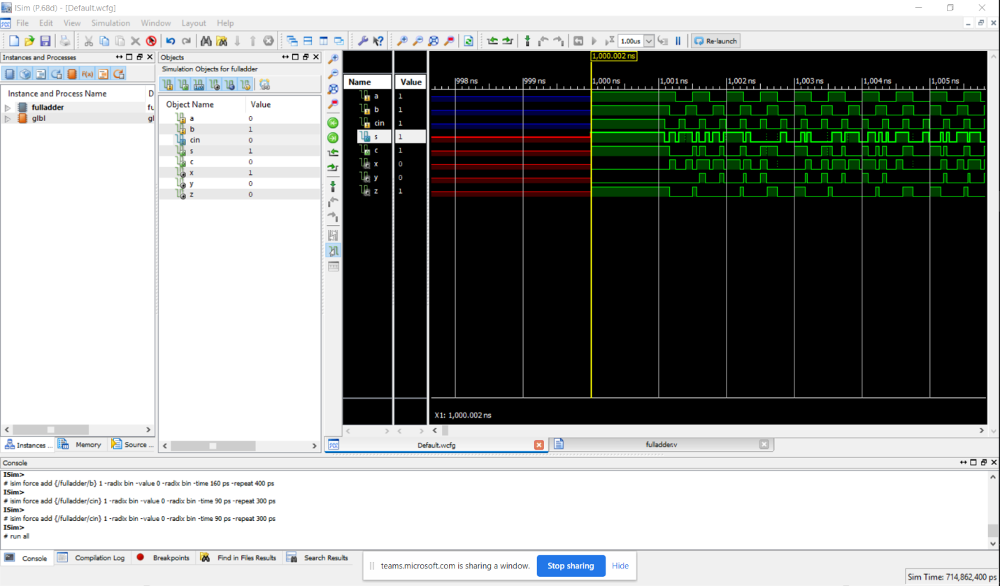 ISim (P.68d) - [Default.wcfg]
File Edit View Simulation Window Layout Help
1.00us Re-launch
Instances and Processes
Instance and Process Name D
fulladder fu
glbl gl
Instances ... Memory Source ...
Objects
Simulation Objects for fulladder
Object Name Value
a 0
b 1
cin 0
s 1
c 0
x 1
y 0
z 0
1,000.002 ns
Name Value
998 ns 999 ns 1,000 ns 1,001 ns 1,002 ns 1,003 ns 1,004 ns 1,005 ns
a 1
b 1
cin 1
s 1
c 1
x 0
y 0
z 1
X1: 1,000.002 ns
Default.wcfg fulladder.v
Console
ISim>
# isim force add {/fulladder/b} 1 -radix bin -value 0 -radix bin -time 160 ps -repeat 400 ps
ISim>
# isim force add {/fulladder/cin} 1 -radix bin -value 0 -radix bin -time 90 ps -repeat 300 ps
ISim>
# isim force add {/fulladder/cin} 1 -radix bin -value 0 -radix bin -time 90 ps -repeat 300 ps
ISim>
# run all
Console Compilation Log Breakpoints Find in Files Results Search Results
teams.microsoft.com is sharing a window. Stop sharing Hide
Sim Time: 714,862,400 ps